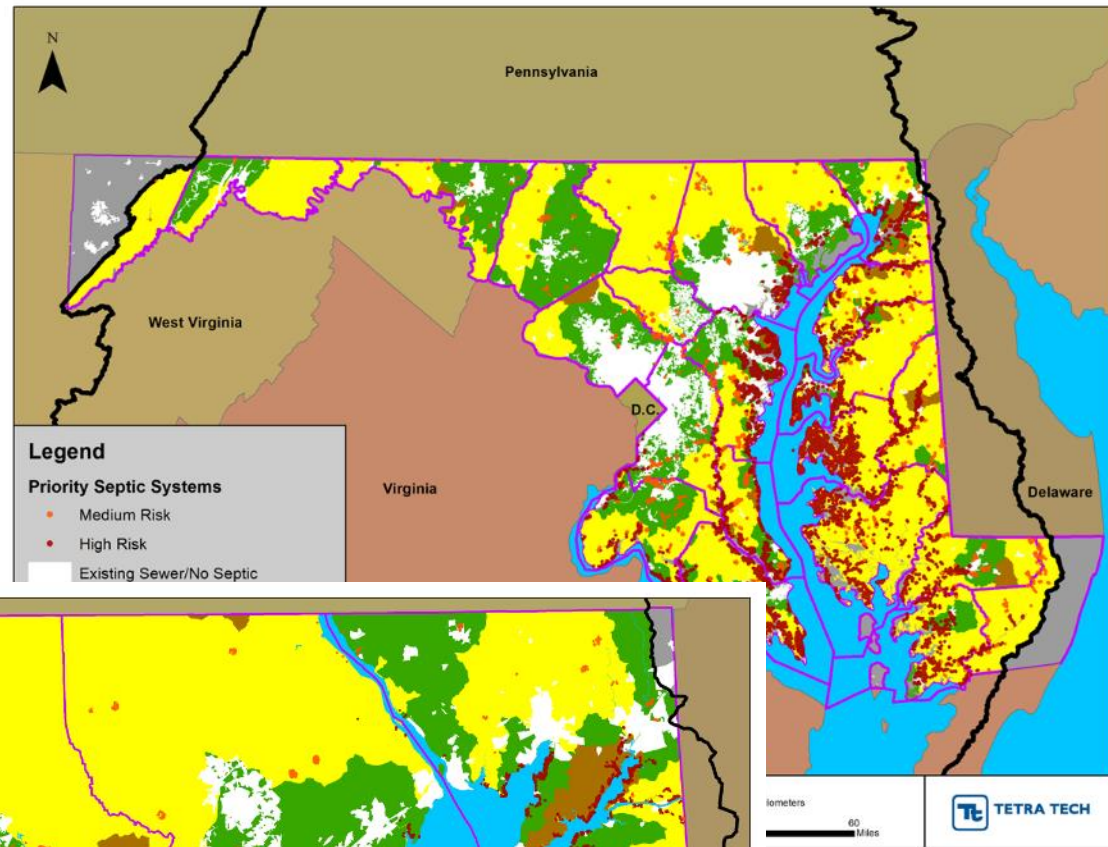 N
Pennsylvania
West Virginia
D.C.
Virginia
Delaware
Legend
Priority Septic Systems
Medium Risk
High Risk
Existing Sewer/No Septic
60
Miles
Tt TETRA TECH